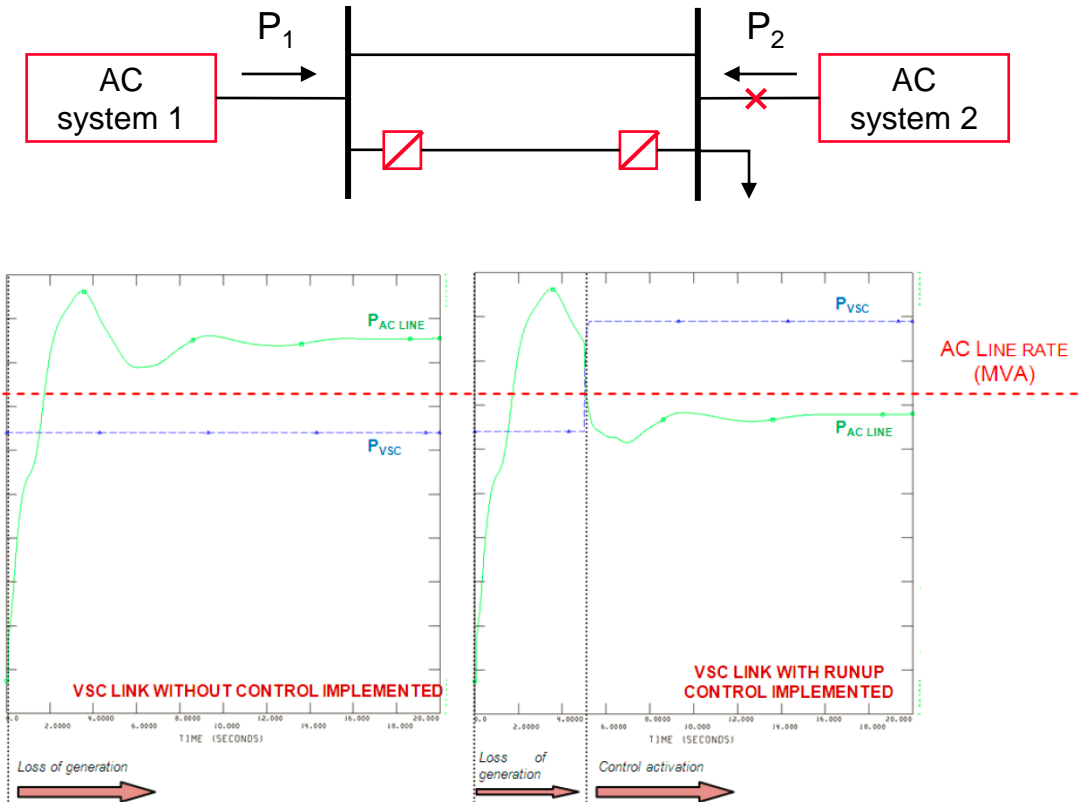 P1
P2
AC
system 1
AC
system 2
PAC LINE
PVSC
VSC LINK WITHOUT CONTROL IMPLEMENTED
0.0 2.0000 4.0000 6.0000 8.0000 10.000 12.000 14.000 16.000 18.000 20.000
TIME (SECONDS)
Loss of generation
PVSC
AC LINE RATE
(MVA)
PAC LINE
VSC LINK WITH RUNUP
CONTROL IMPLEMENTED
0.0 2.0000 4.0000 6.0000 8.0000 10.000 12.000 14.000 16.000 18.000 20.000
TIME (SECONDS)
Loss of
generation
Control activation